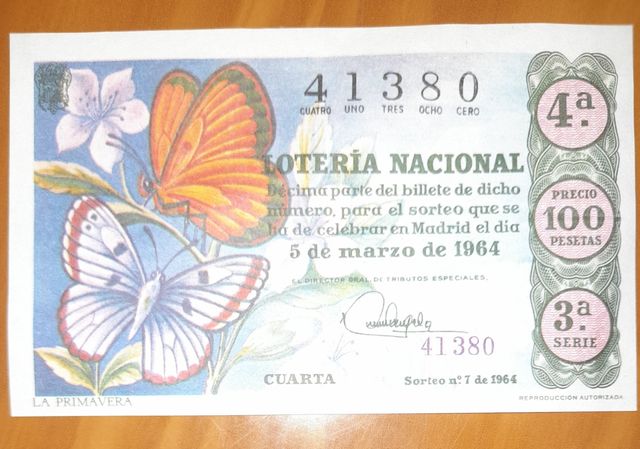 41380
CUATRO UNO TRES OCHO CERO
4ª.
LOTERÍA NACIONAL
Décima parte del billete de dicho
número, para el sorteo que se
ha de celebrar en Madrid el día
5 de marzo de 1964
EL DIRECTOR GRAL. DE TRIBUTOS ESPECIALES,
PRECIO
100
PESETAS
41380
3ª
SERIE
CUARTA
Sorteo nº. 7 de 1964
LA PRIMAVERA
REPRODUCCIÓN AUTORIZADA